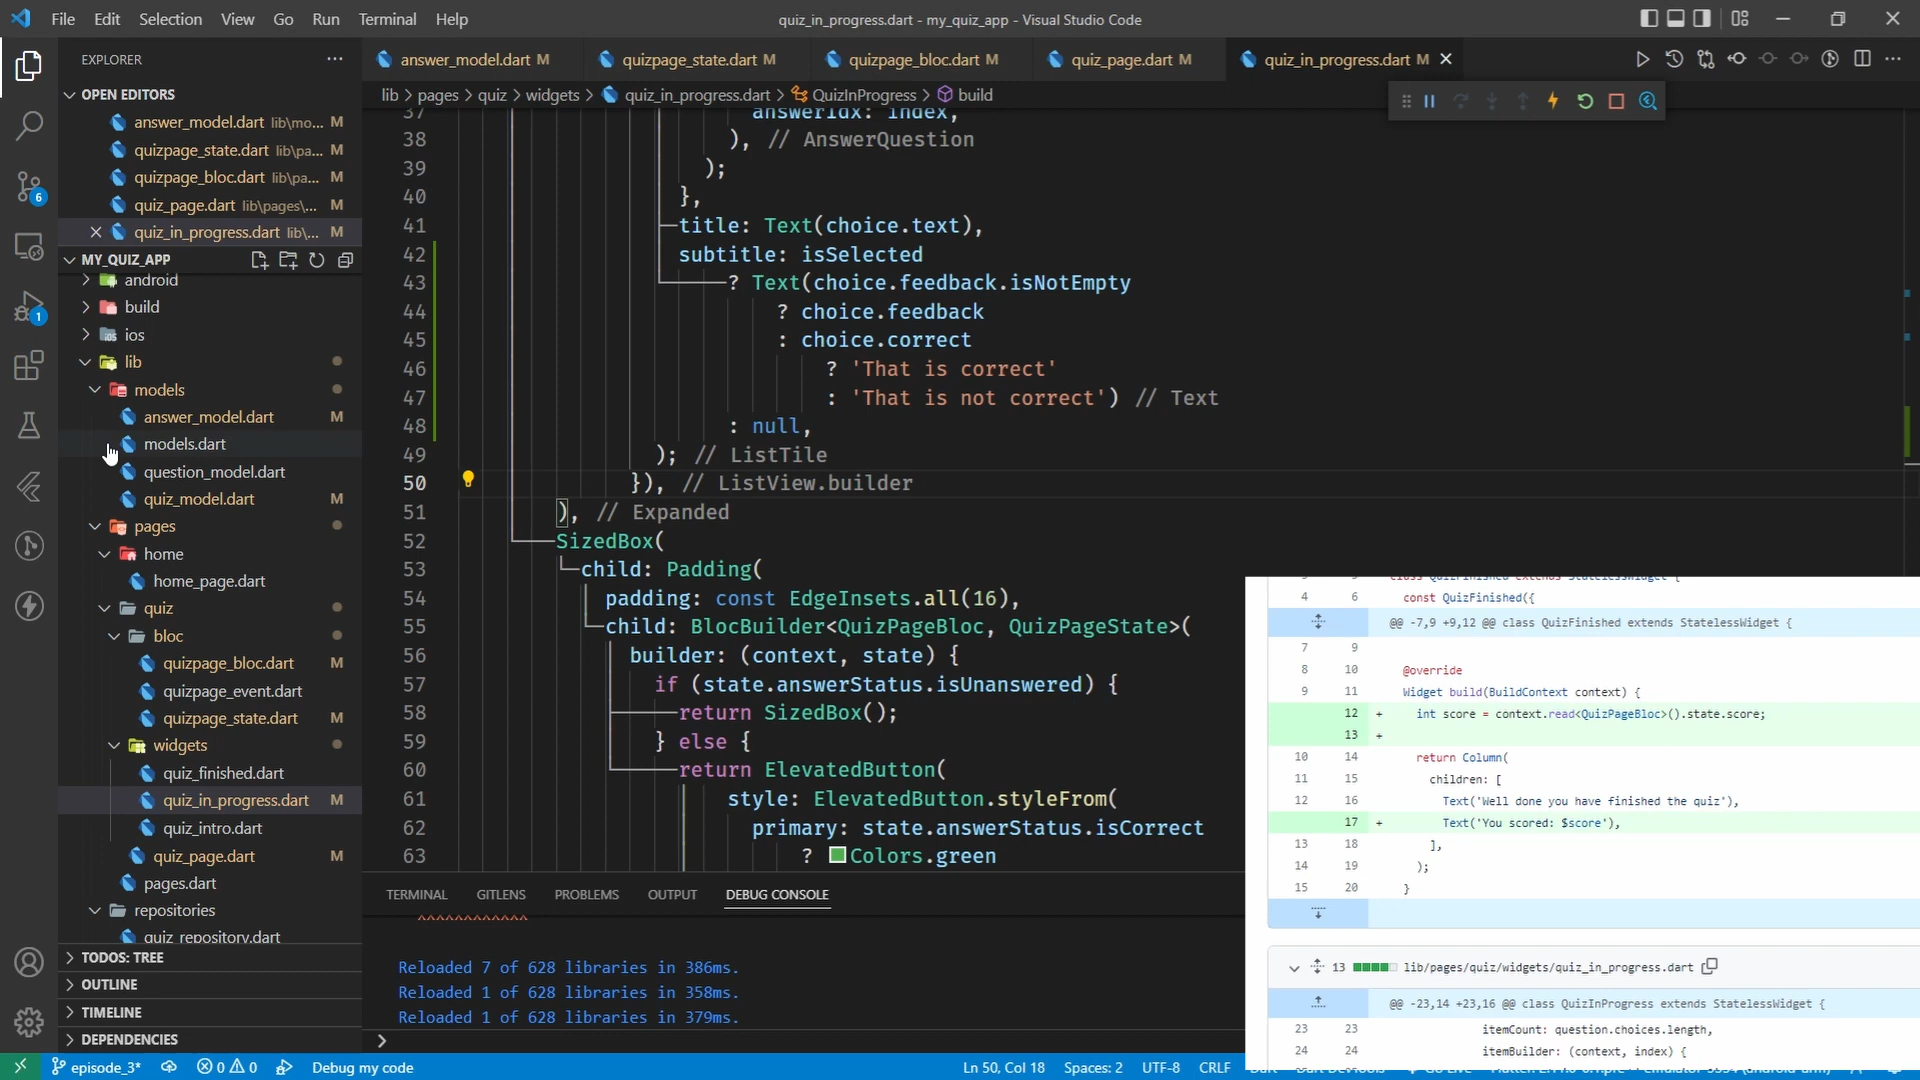 File Edit Selection View Go Run Terminal Help
quiz_in_progress.dart - my_quiz_app - Visual Studio Code
EXPLORER
answer_model.dart M
quizpage_state.dart M
quizpage_bloc.dart M
quiz_page.dart M
quiz_in_progress.dart M
OPEN EDITORS
answer_model.dart lib\mo... M
quizpage_state.dart lib\pa... M
quizpage_bloc.dart lib\pa... M
quiz_page.dart lib\pages\... M
quiz_in_progress.dart lib\... M
MY_QUIZ_APP
android
build
ios
lib
models
answer_model.dart M
models.dart
question_model.dart
quiz_model.dart M
pages
home
home_page.dart
quiz
bloc
quizpage_bloc.dart M
quizpage_event.dart
quizpage_state.dart M
widgets
quiz_finished.dart
quiz_in_progress.dart M
quiz_intro.dart
quiz_page.dart M
pages.dart
repositories
quiz_repository.dart
TODOS: TREE
OUTLINE
TIMELINE
DEPENDENCIES
6
1
lib > pages > quiz > widgets > quiz_in_progress.dart > QuizInProgress > build
37 answerIdx: index,
38 ), // AnswerQuestion
39 );
40 },
41 title: Text(choice.text),
42 subtitle: isSelected
43 ? Text(choice.feedback.isNotEmpty
44 ? choice.feedback
45 : choice.correct
46 ? 'That is correct'
47 : 'That is not correct') // Text
48 : null,
49 ); // ListTile
50 }), // ListView.builder
51 ), // Expanded
52 SizedBox(
53 child: Padding(
54 padding: const EdgeInsets.all(16),
55 child: BlocBuilder<QuizPageBloc, QuizPageState>(
56 builder: (context, state) {
57 if (state.answerStatus.isUnanswered) {
58 return SizedBox();
59 } else {
60 return ElevatedButton(
61 style: ElevatedButton.styleFrom(
62 primary: state.answerStatus.isCorrect
63 ? Colors.green
TERMINAL GITLENS PROBLEMS OUTPUT DEBUG CONSOLE
Reloaded 7 of 628 libraries in 386ms.
Reloaded 1 of 628 libraries in 358ms.
Reloaded 1 of 628 libraries in 379ms.
4 6 const QuizFinished({
@@ -7,9 +9,12 @@ class QuizFinished extends StatelessWidget {
7 9
8 10 @override
9 11 Widget build(BuildContext context) {
12 + int score = context.read<QuizPageBloc>().state.score;
13 +
10 14 return Column(
11 15 children: [
12 16 Text('Well done you have finished the quiz'),
17 + Text('You scored: $score'),
13 18 ],
14 19 );
15 20 }
13 lib/pages/quiz/widgets/quiz_in_progress.dart
@@ -23,14 +23,16 @@ class QuizInProgress extends StatelessWidget {
23 23 itemCount: question.choices.length,
24 24 itemBuilder: (context, index) {
episode_3* 0 0 Debug my code
Ln 50, Col 18 Spaces: 2 UTF-8 CRLF